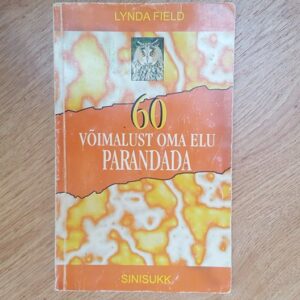 LYNDA FIELD
60
VÕIMALUST OMA ELU
PARANDADA
SINISUKK